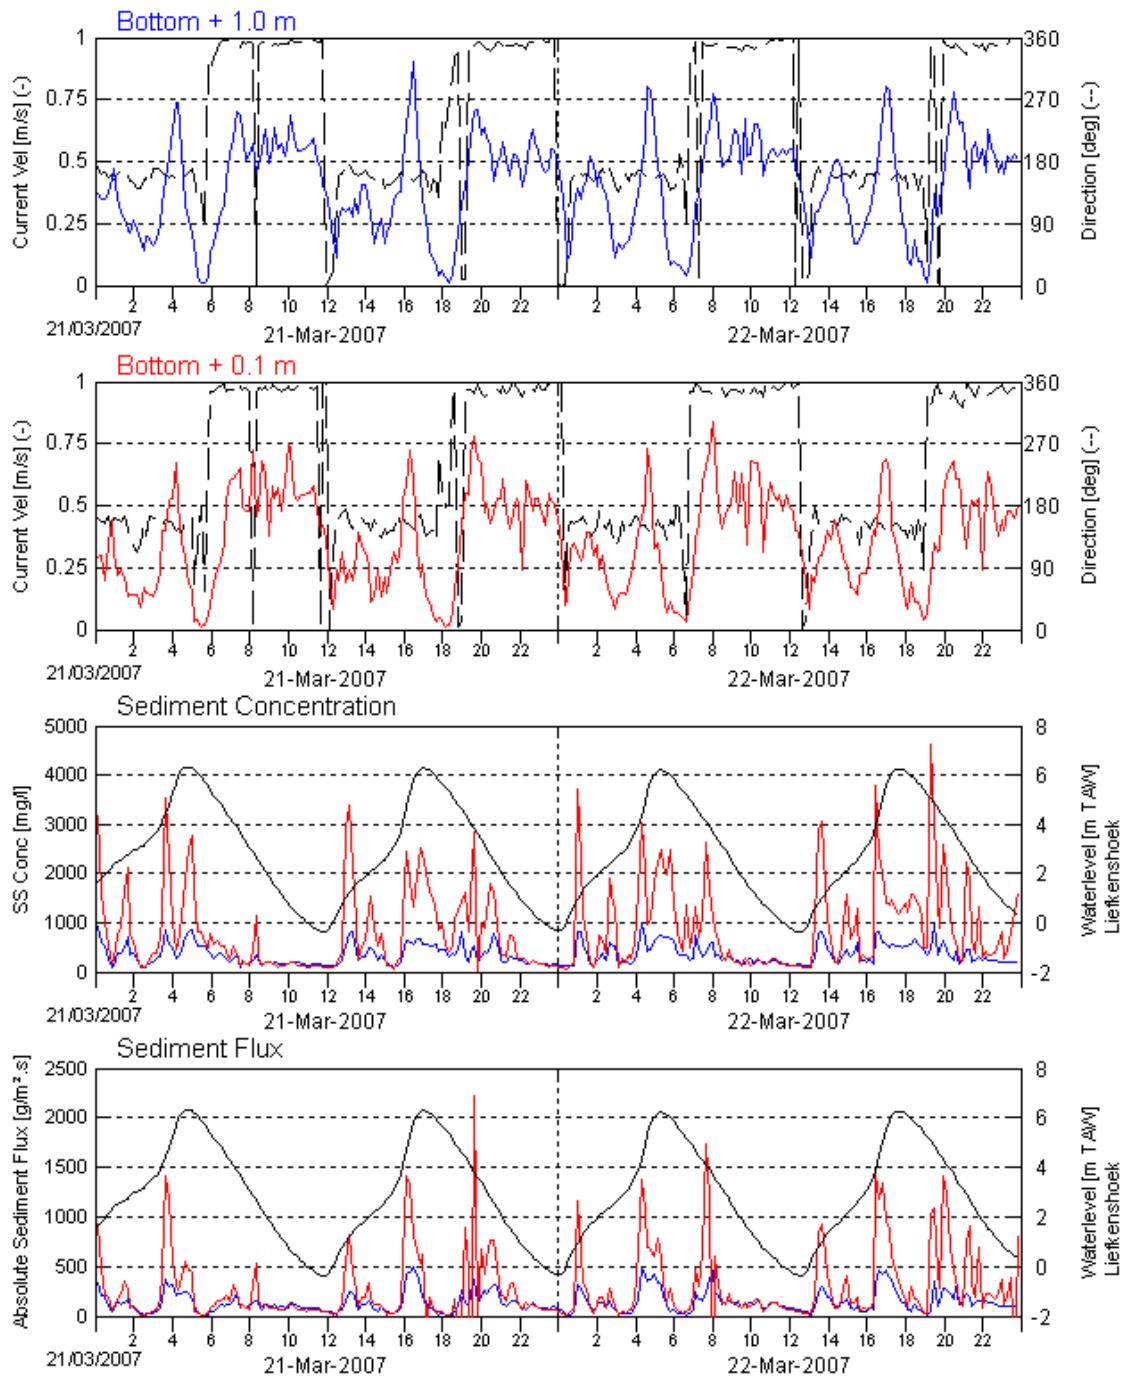 Bottom + 1.0 m
1 360
0.75 270
0.5 180
0.25 90
0 0
Current Vel [m/s] (-)
Direction [deg] (--)
2 4 6 8 10 12 14 16 18 20 22 2 4 6 8 10 12 14 16 18 20 22
21/03/2007
21-Mar-2007 22-Mar-2007
Bottom + 0.1 m
1 360
0.75 270
0.5 180
0.25 90
0 0
Current Vel [m/s] (-)
Direction [deg] (--)
2 4 6 8 10 12 14 16 18 20 22 2 4 6 8 10 12 14 16 18 20 22
21/03/2007
21-Mar-2007 22-Mar-2007
Sediment Concentration
5000 8
4000 6
3000 4
2000 2
1000 0
0 -2
SS Conc [mg/l]
Waterlevel [m TAW]
Liefkenshoek
2 4 6 8 10 12 14 16 18 20 22 2 4 6 8 10 12 14 16 18 20 22
21/03/2007
21-Mar-2007 22-Mar-2007
Sediment Flux
2500 8
2000 6
1500 4
1000 2
500 0
0 -2
Absolute Sediment Flux [g/m².s]
Waterlevel [m TAW]
Liefkenshoek
2 4 6 8 10 12 14 16 18 20 22 2 4 6 8 10 12 14 16 18 20 22
21/03/2007
21-Mar-2007 22-Mar-2007